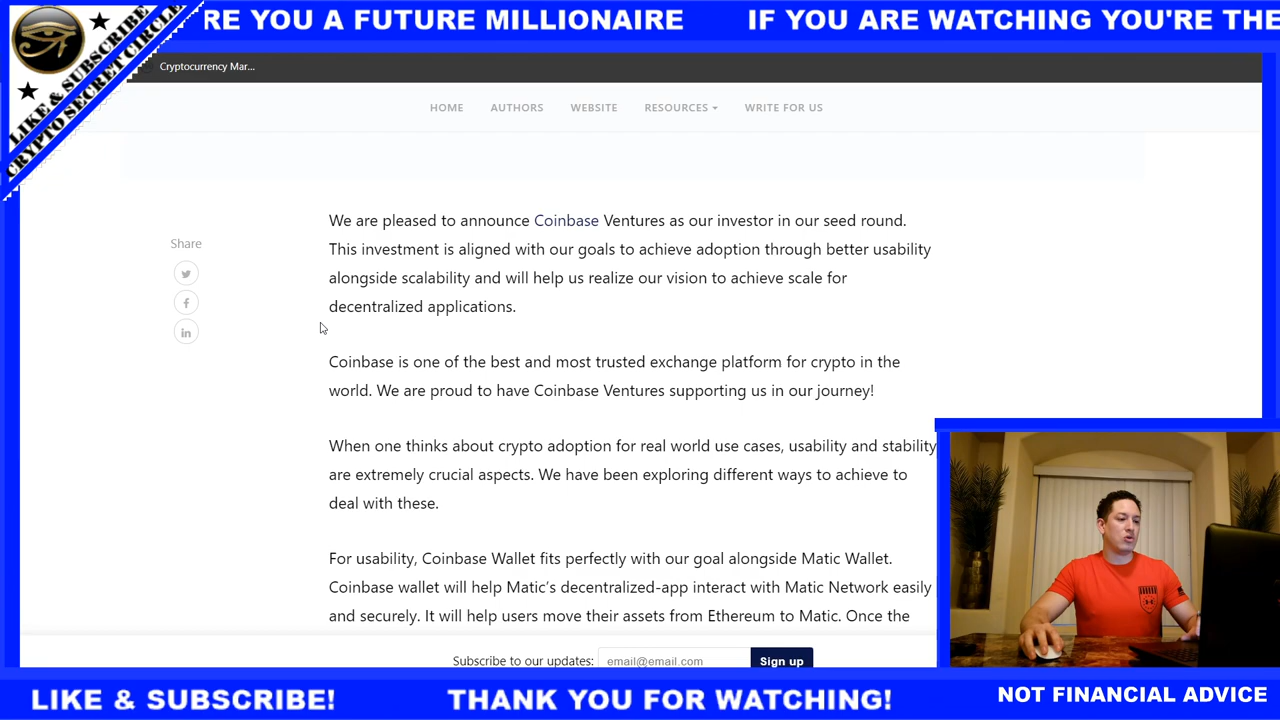 RE YOU A FUTURE MILLIONAIRE
IF YOU ARE WATCHING YOU'RE THE
LIKE & SUBSCRIBE
CRYPTO SECRET CIRCLE
Cryptocurrency Mar...
HOME
AUTHORS
WEBSITE
RESOURCES
WRITE FOR US
Share
We are pleased to announce Coinbase Ventures as our investor in our seed round.
This investment is aligned with our goals to achieve adoption through better usability
alongside scalability and will help us realize our vision to achieve scale for
decentralized applications.
Coinbase is one of the best and most trusted exchange platform for crypto in the
world. We are proud to have Coinbase Ventures supporting us in our journey!
When one thinks about crypto adoption for real world use cases, usability and stability
are extremely crucial aspects. We have been exploring different ways to achieve to
deal with these.
For usability, Coinbase Wallet fits perfectly with our goal alongside Matic Wallet.
Coinbase wallet will help Matic’s decentralized-app interact with Matic Network easily
and securely. It will help users move their assets from Ethereum to Matic. Once the
Subscribe to our updates:
email@email.com
Sign up
LIKE & SUBSCRIBE!
THANK YOU FOR WATCHING!
NOT FINANCIAL ADVICE